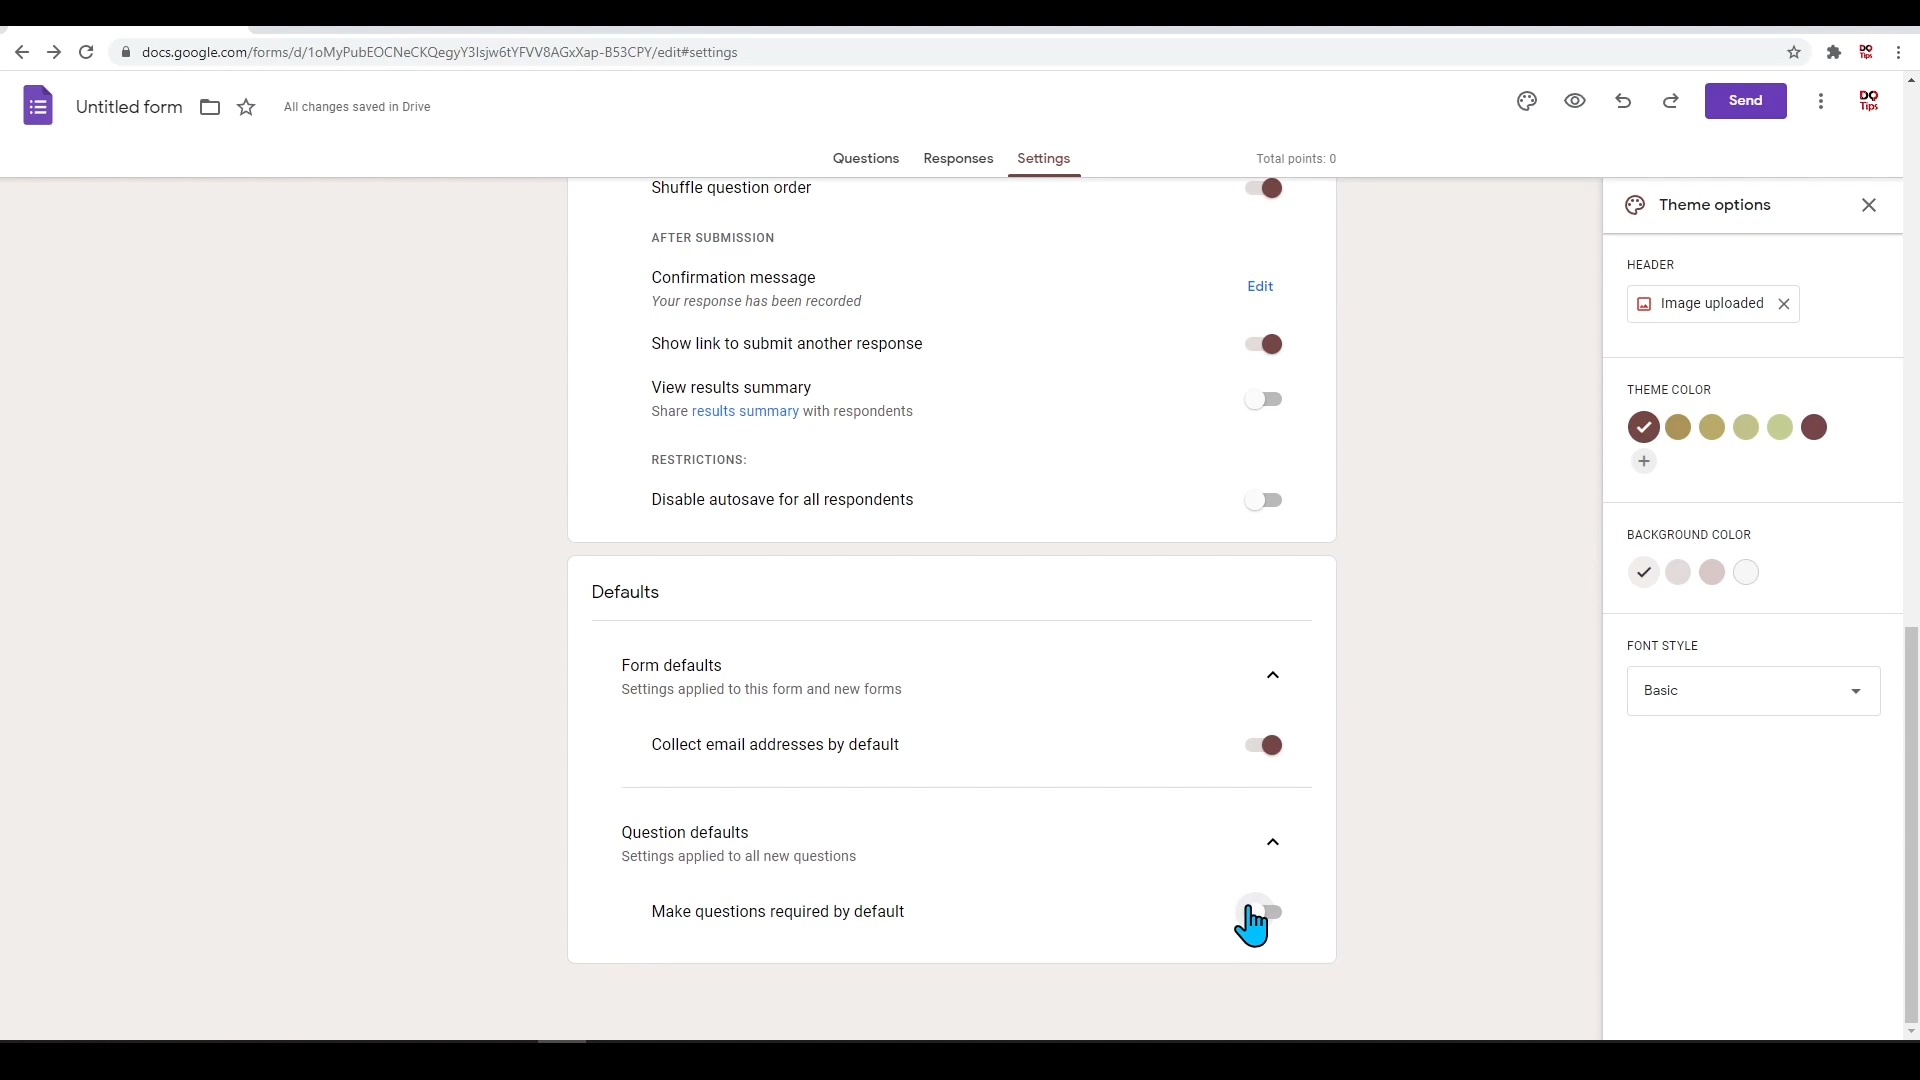 docs.google.com/forms/d/1oMyPubEOCNeCKQegyY3Isjw6tYFVV8AGxXap-B53CPY/edit#settings
DQ
Tips
Untitled form
All changes saved in Drive
Send
DQ
Tips
Questions
Responses
Settings
Total points: 0
Shuffle question order
AFTER SUBMISSION
Confirmation message
Your response has been recorded
Edit
Show link to submit another response
View results summary
Share results summary with respondents
RESTRICTIONS:
Disable autosave for all respondents
Defaults
Form defaults
Settings applied to this form and new forms
Collect email addresses by default
Question defaults
Settings applied to all new questions
Make questions required by default
Theme options
HEADER
Image uploaded
THEME COLOR
BACKGROUND COLOR
FONT STYLE
Basic